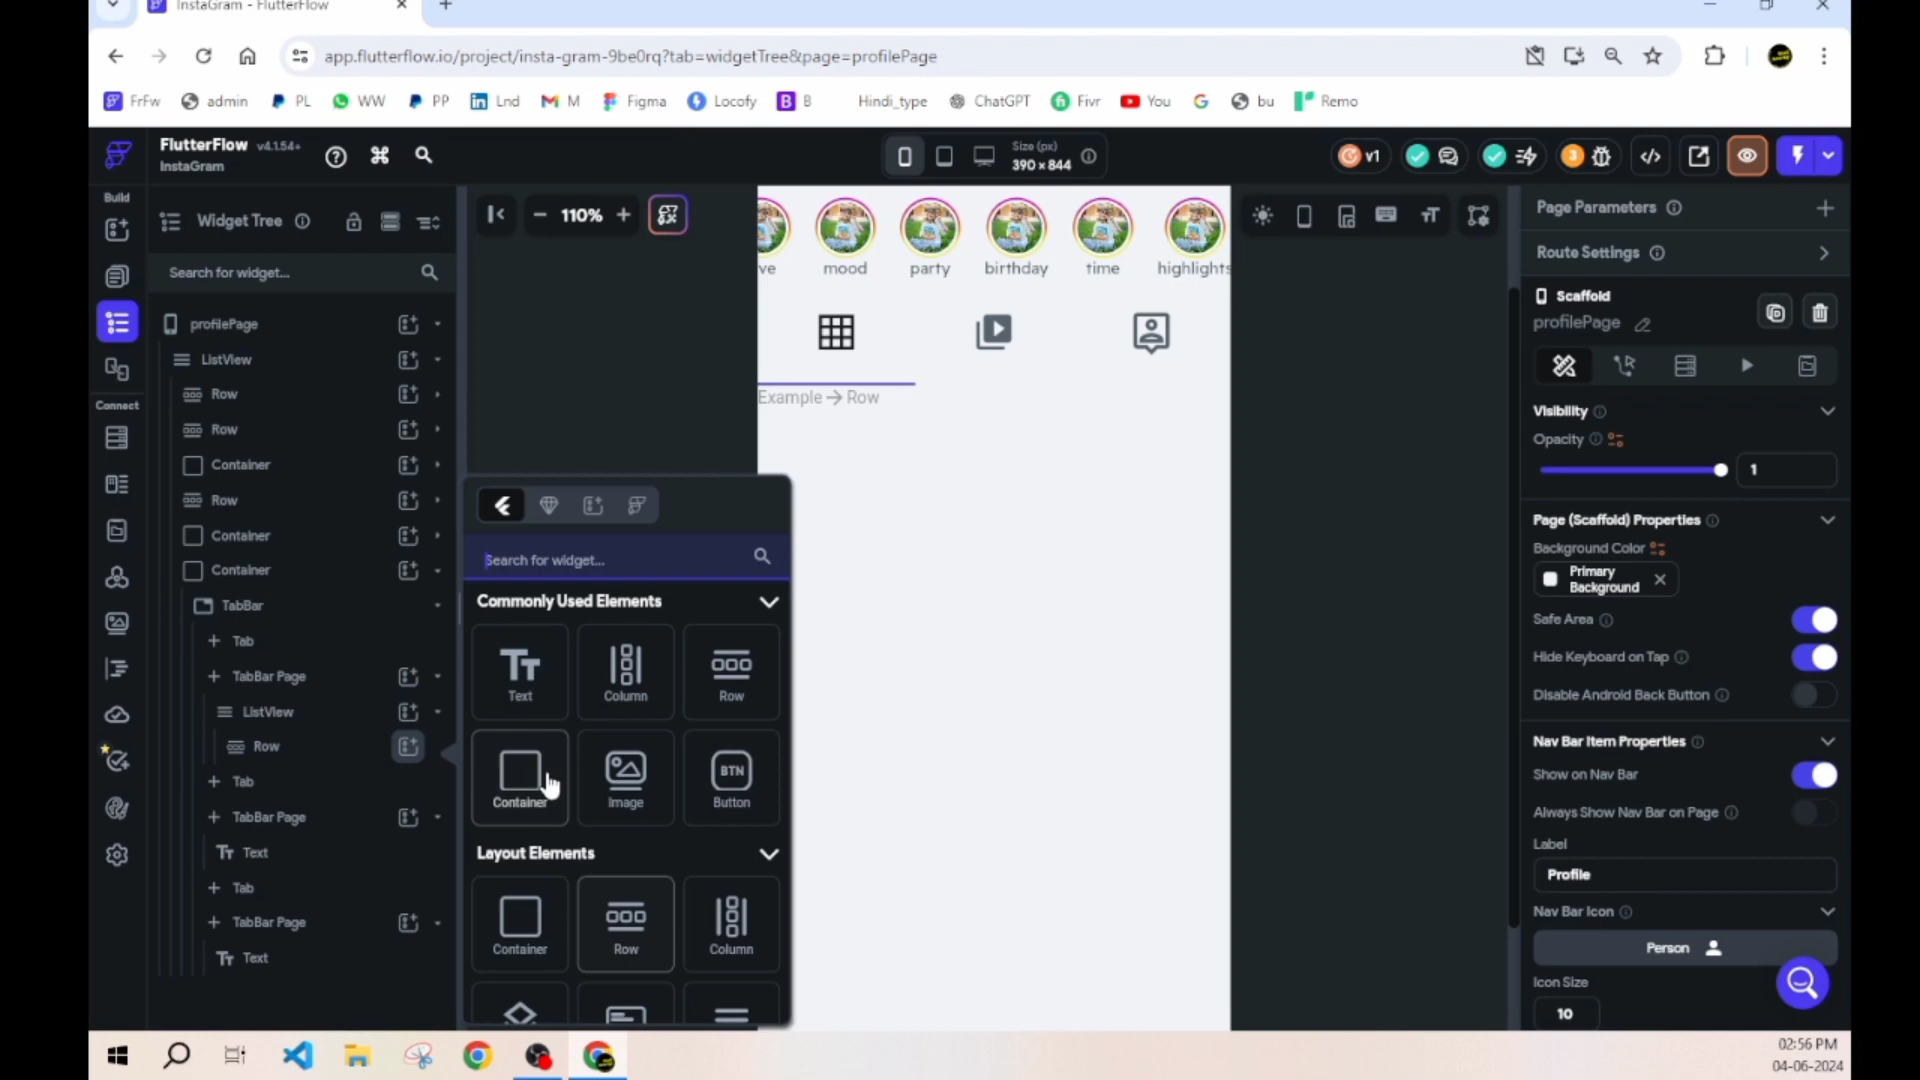 InstaGram - FlutterFlow
app.flutterflow.io/project/insta-gram-9be0rq?tab=widgetTree&page=profilePage
FrFw admin PL WW PP Lnd M Figma Locofy B Hindi_type ChatGPT Fivr You bu Remo
FlutterFlow v4.1.54+
InstaGram
Size (px)
390 × 844
v1
3
Build
Widget Tree
Search for widget...
Connect
profilePage
ListView
Row
Row
Container
Row
Container
Container
TabBar
Tab
TabBar Page
ListView
Row
Tab
TabBar Page
Text
Tab
TabBar Page
Text
110%
Search for widget...
Commonly Used Elements
Text Column Row
Container Image BTN Button
Layout Elements
Container Row Column
ve mood party birthday time highlights
Example → Row
Page Parameters
Route Settings
Scaffold
profilePage
Visibility
Opacity
1
Page (Scaffold) Properties
Background Color
Primary
Background
Safe Area
Hide Keyboard on Tap
Disable Android Back Button
Nav Bar Item Properties
Show on Nav Bar
Always Show Nav Bar on Page
Label
Profile
Nav Bar Icon
Person
Icon Size
10
02:56 PM
04-06-2024